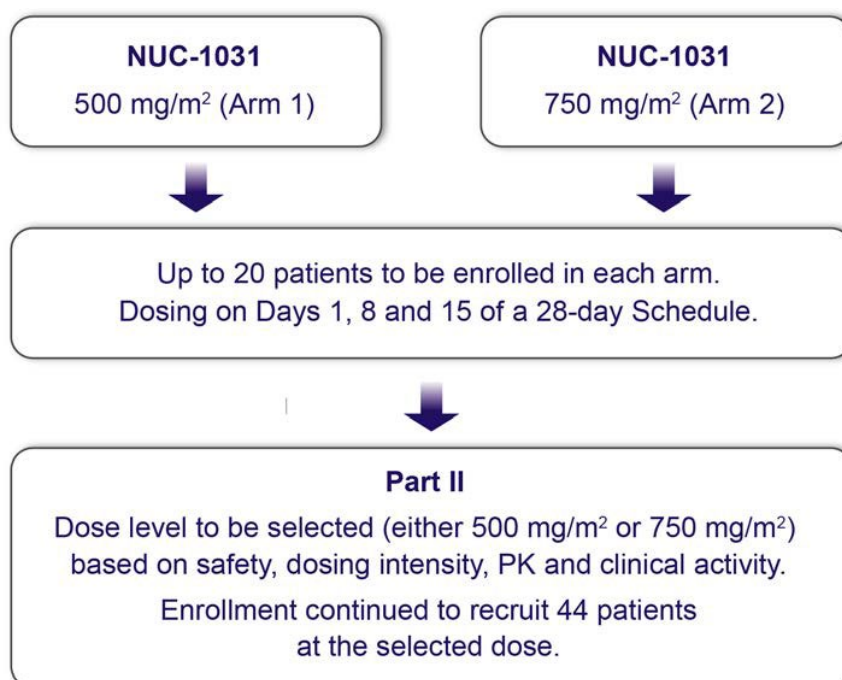 NUC-1031
500 mg/m² (Arm 1)
NUC-1031
750 mg/m² (Arm 2)
Up to 20 patients to be enrolled in each arm.
Dosing on Days 1, 8 and 15 of a 28-day Schedule.
Part II
Dose level to be selected (either 500 mg/m² or 750 mg/m²)
based on safety, dosing intensity, PK and clinical activity.
Enrollment continued to recruit 44 patients
at the selected dose.